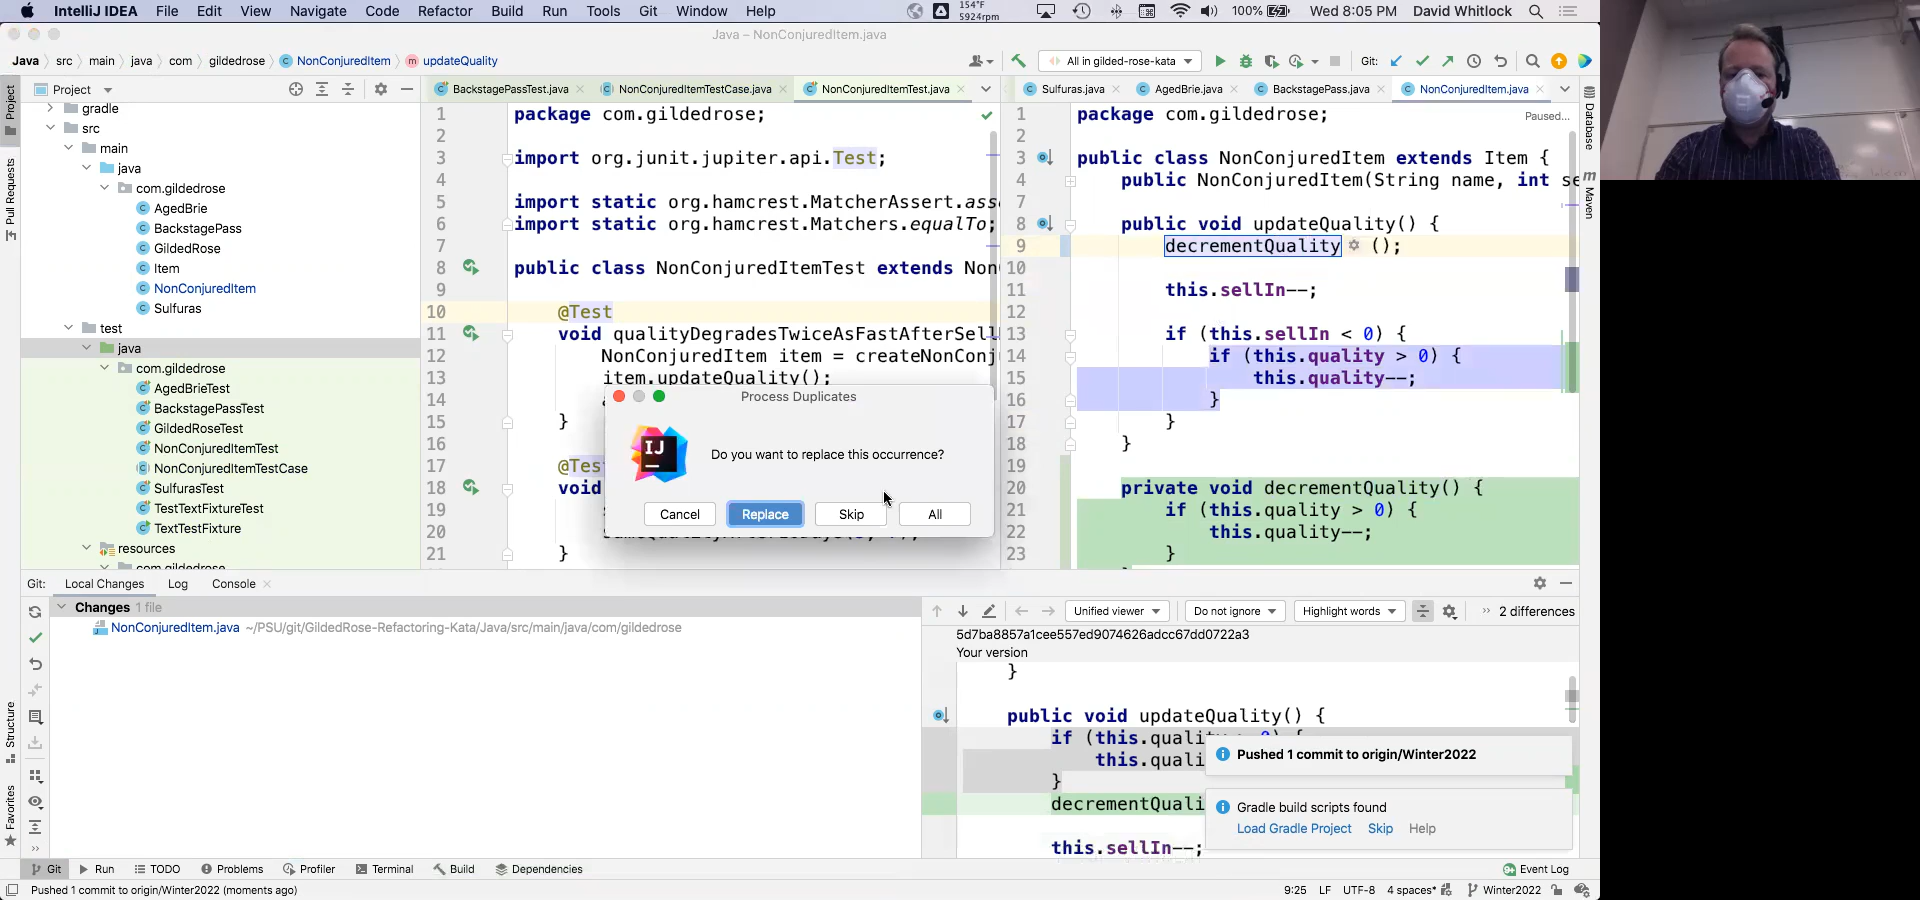 IntelliJ IDEA File Edit View Navigate Code Refactor Build Run Tools Git Window Help 154°F 5924rpm 100% Wed 8:05 PM David Whitlock
Java – NonConjuredItem.java
Java src main java com gildedrose NonConjuredItem updateQuality All in gilded-rose-kata Git:
Project
BackstagePassTest.java NonConjuredItemTestCase.java NonConjuredItemTest.java
Sulfuras.java AgedBrie.java BackstagePass.java NonConjuredItem.java
Project
Pull Requests
Structure
Favorites
Database
Maven
gradle
src
main
java
com.gildedrose
AgedBrie
BackstagePass
GildedRose
Item
NonConjuredItem
Sulfuras
test
java
com.gildedrose
AgedBrieTest
BackstagePassTest
GildedRoseTest
NonConjuredItemTest
NonConjuredItemTestCase
SulfurasTest
TestTextFixtureTest
TextTestFixture
resources
com.gildedrose
1 package com.gildedrose;
2
3 import org.junit.jupiter.api.Test;
4
5 import static org.hamcrest.MatcherAssert.ass
6 import static org.hamcrest.Matchers.equalTo;
7
8 public class NonConjuredItemTest extends Non
9
10 @Test
11 void qualityDegradesTwiceAsFastAfterSell
12 NonConjuredItem item = createNonConj
13 item.updateQuality();
14
15 }
16
17 @Tes
18 void
19
20
21 }
Process Duplicates
IJ
Do you want to replace this occurrence?
Cancel Replace Skip All
1 package com.gildedrose;
Paused...
2
3 public class NonConjuredItem extends Item {
4 public NonConjuredItem(String name, int se
7
8 public void updateQuality() {
9 decrementQuality ();
10
11 this.sellIn--;
12
13 if (this.sellIn < 0) {
14 if (this.quality > 0) {
15 this.quality--;
16 }
17 }
18 }
19
20 private void decrementQuality() {
21 if (this.quality > 0) {
22 this.quality--;
23 }
Git: Local Changes Log Console
Changes 1 file
NonConjuredItem.java ~/PSU/git/GildedRose-Refactoring-Kata/Java/src/main/java/com/gildedrose
Unified viewer Do not ignore Highlight words 2 differences
5d7ba8857a1cee557ed9074626adcc67dd0722a3
Your version
}
public void updateQuality() {
if (this.quality > 0) {
this.quali
}
decrementQuali
this.sellIn--;
Pushed 1 commit to origin/Winter2022
Gradle build scripts found
Load Gradle Project Skip Help
Git Run TODO Problems Profiler Terminal Build Dependencies Event Log
Pushed 1 commit to origin/Winter2022 (moments ago) 9:25 LF UTF-8 4 spaces* Winter2022